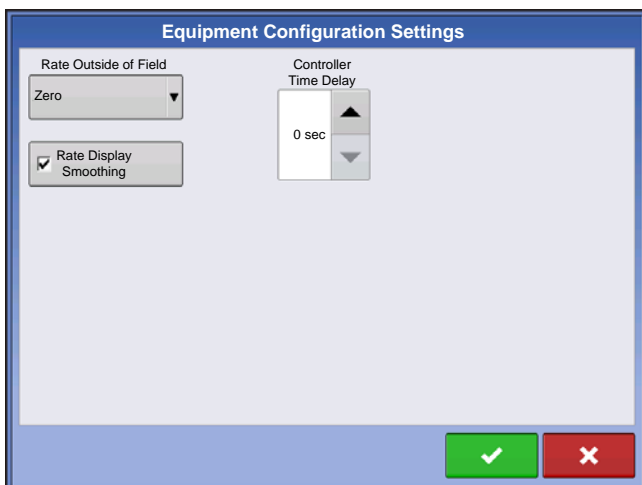 Equipment Configuration Settings
Rate Outside of Field
Zero
Rate Display
Smoothing
Controller
Time Delay
0 sec